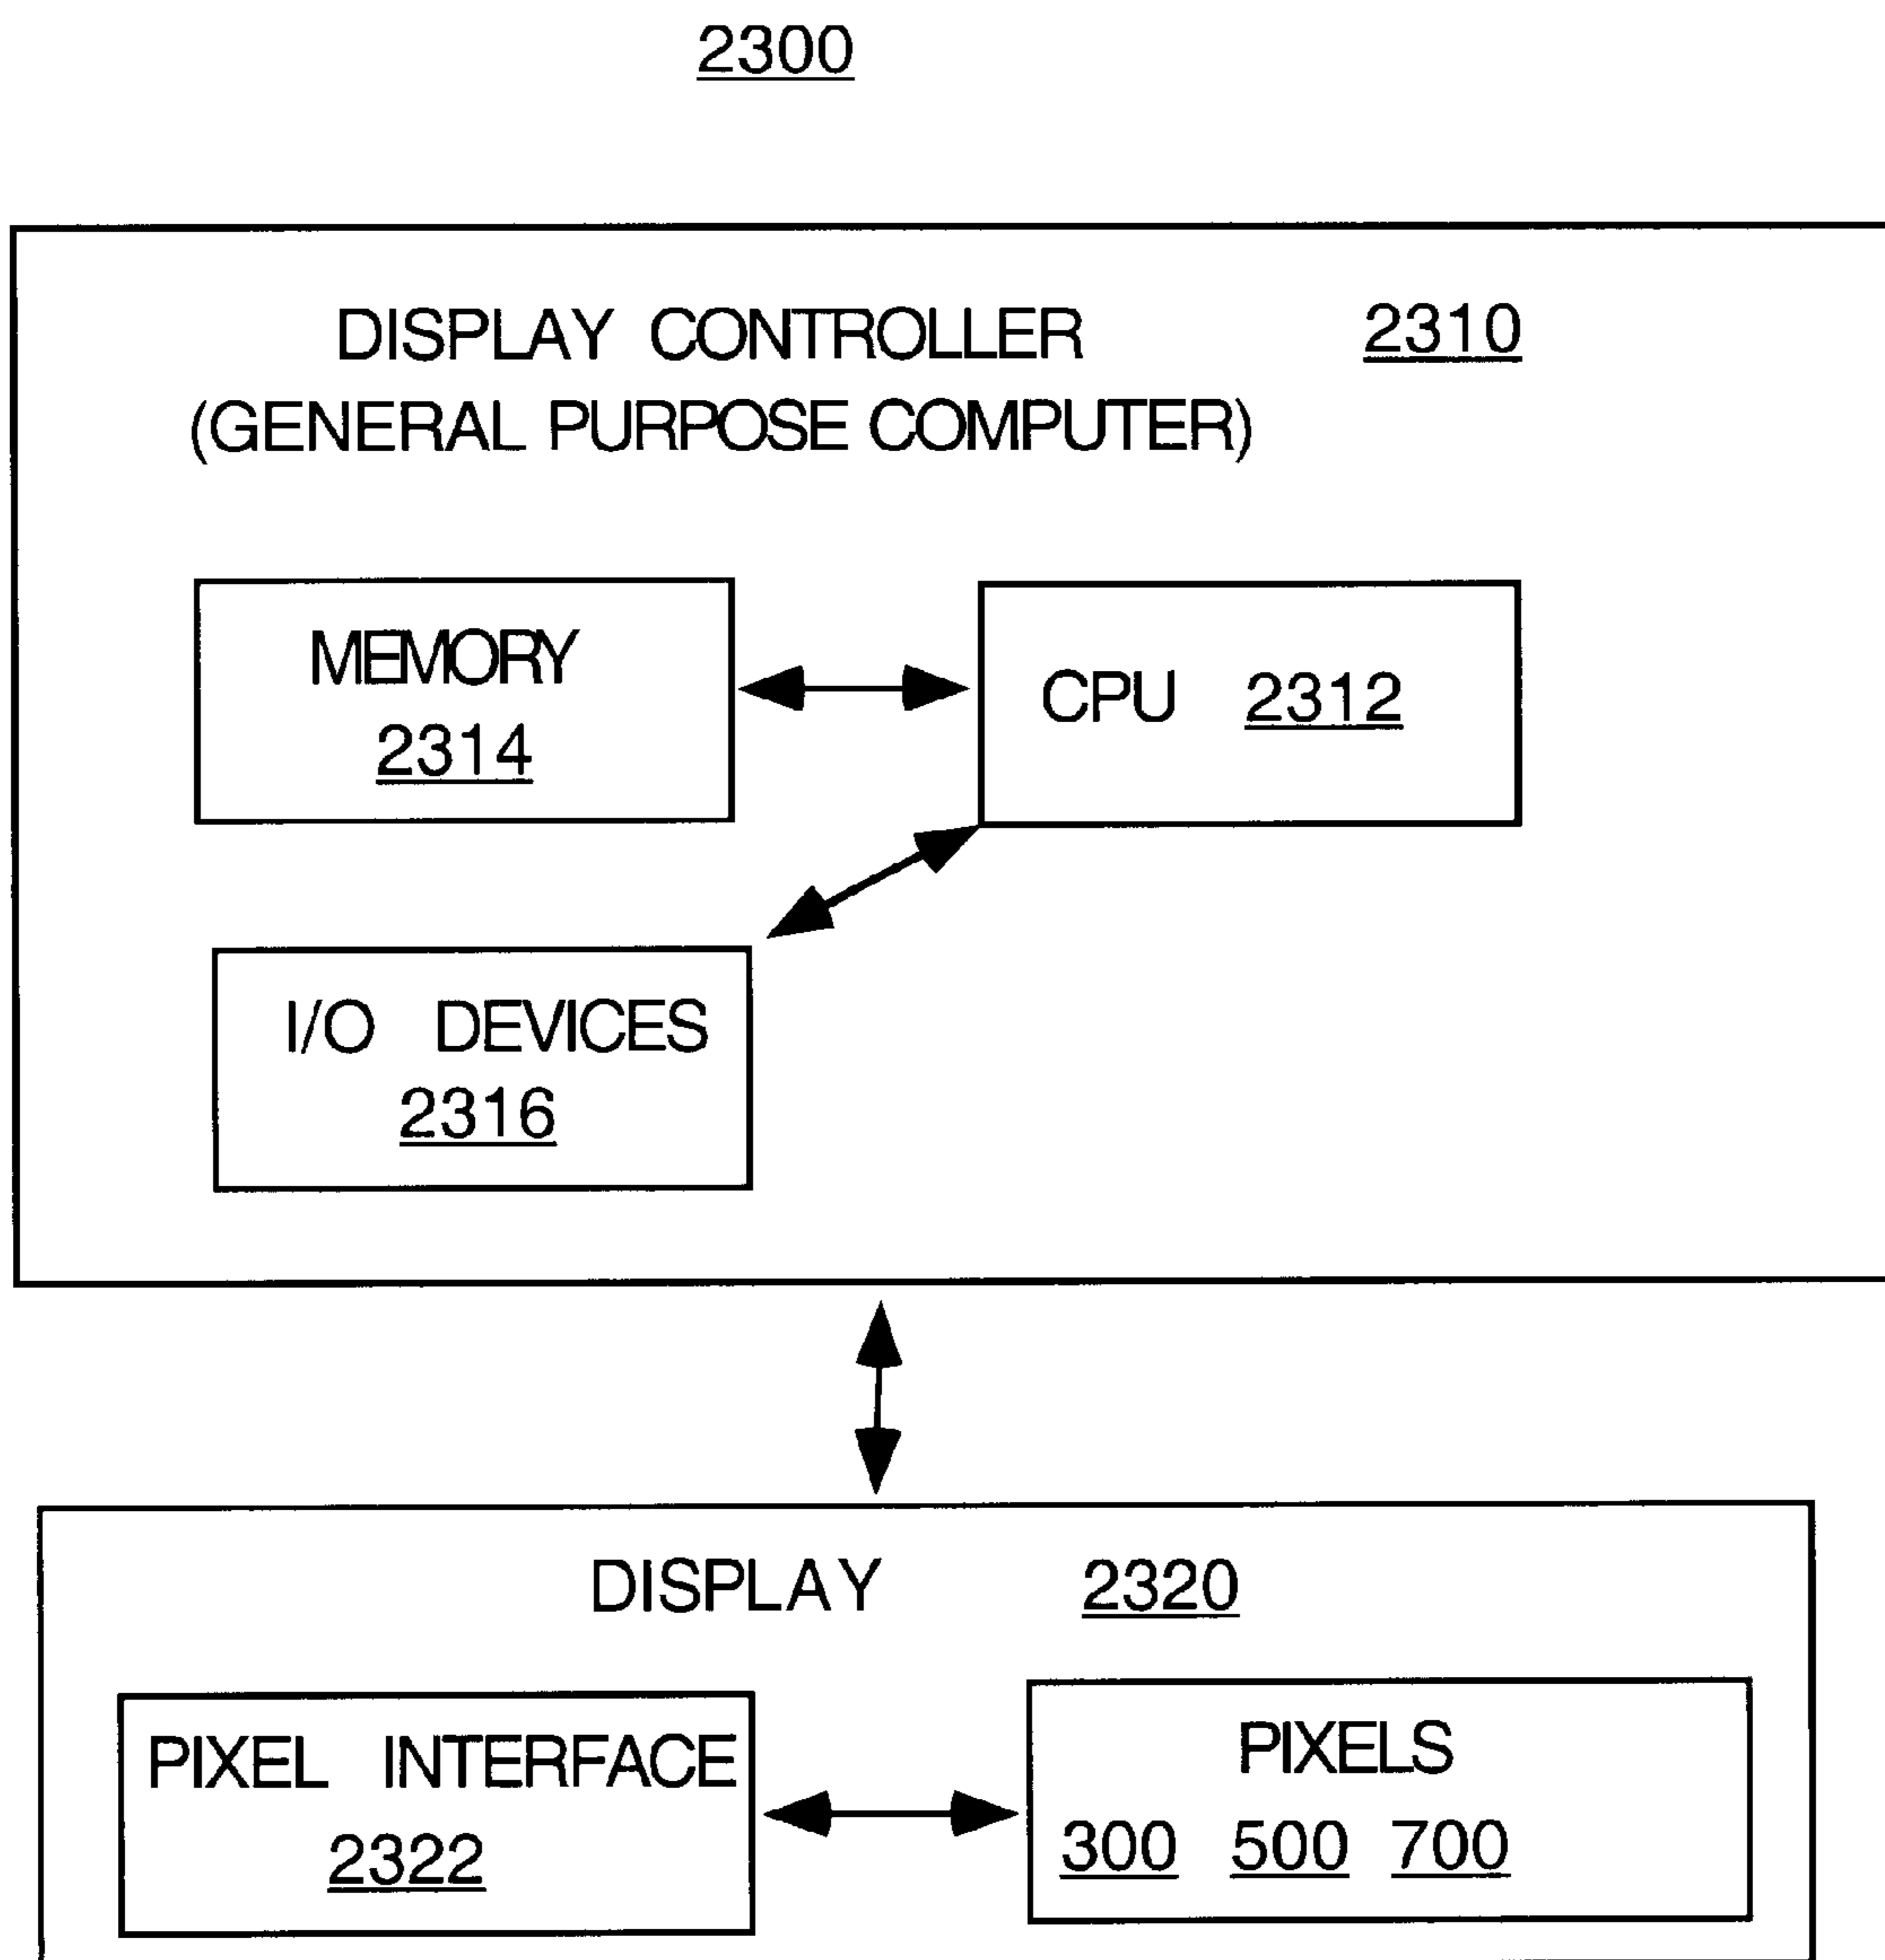 2300
DISPLAY CONTROLLER 2310
(GENERAL PURPOSE COMPUTER)
MEMORY
2314
CPU 2312
I/O DEVICES
2316
DISPLAY 2320
PIXEL INTERFACE
2322
PIXELS
300 500 700